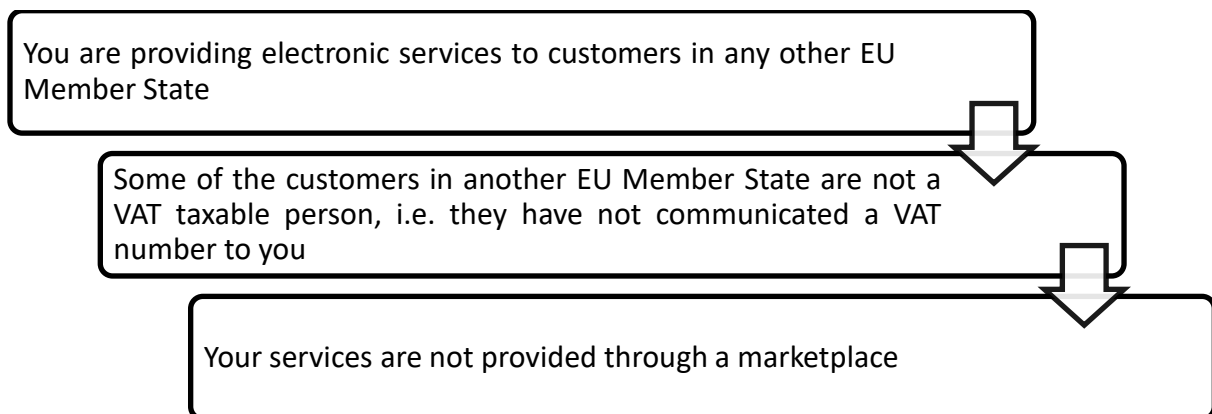 You are providing electronic services to customers in any other EU
Member State
Some of the customers in another EU Member State are not a
VAT taxable person, i.e. they have not communicated a VAT
number to you
Your services are not provided through a marketplace